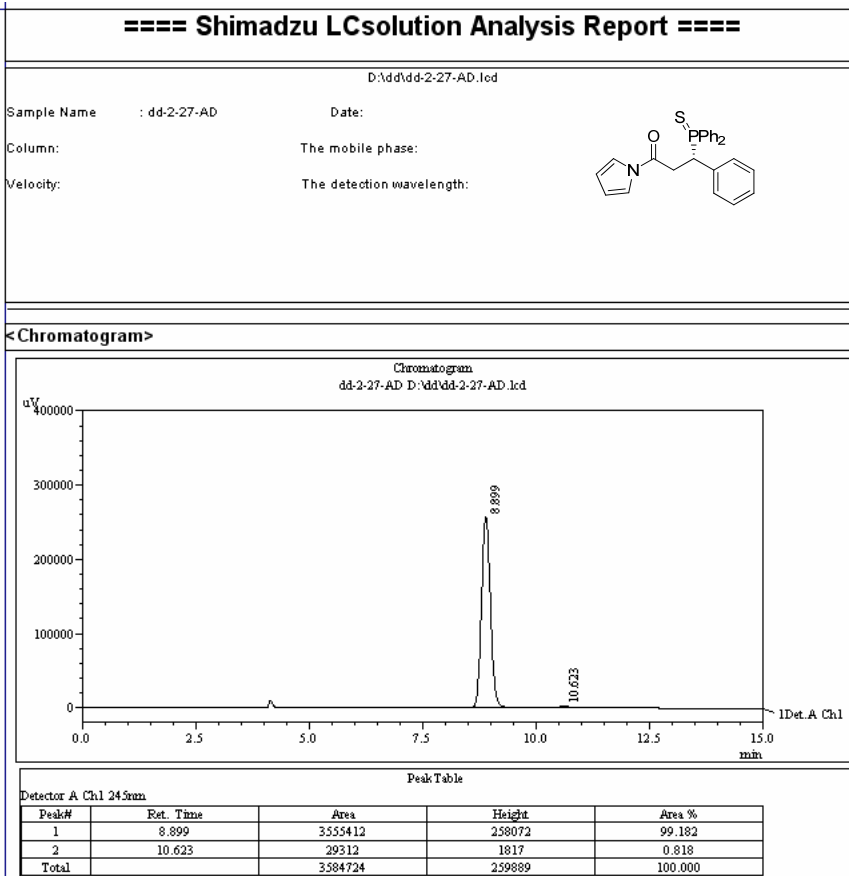 ==== Shimadzu LCsolution Analysis Report ====
D:\dd\dd-2-27-AD.lcd
Sample Name : dd-2-27-AD Date:
Column: The mobile phase:
Velocity: The detection wavelength:
S
PPh2
O
N
<Chromatogram>
Chromatogram
dd-2-27-AD D:\dd\dd-2-27-AD.lcd
uV
400000
300000
200000
100000
0
8.899
10.623
1Det.A Ch1
0.0 2.5 5.0 7.5 10.0 12.5 15.0
min
PeakTable
Detector A Ch1 245nm
Peak# Ret. Time Area Height Area %
1 8.899 3555412 258072 99.182
2 10.623 29312 1817 0.818
Total 3584724 259889 100.000